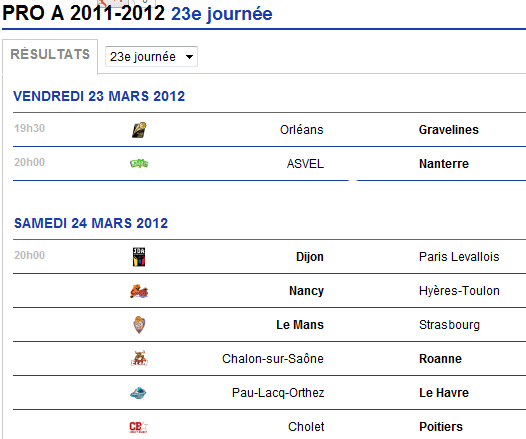 PRO A 2011-2012 23e journée
RÉSULTATS 23e journée
VENDREDI 23 MARS 2012
19h30 Orléans Gravelines
20h00 ASVEL Nanterre
SAMEDI 24 MARS 2012
20h00 Dijon Paris Levallois
Nancy Hyères-Toulon
Le Mans Strasbourg
Chalon-sur-Saône Roanne
Pau-Lacq-Orthez Le Havre
CB Cholet Poitiers